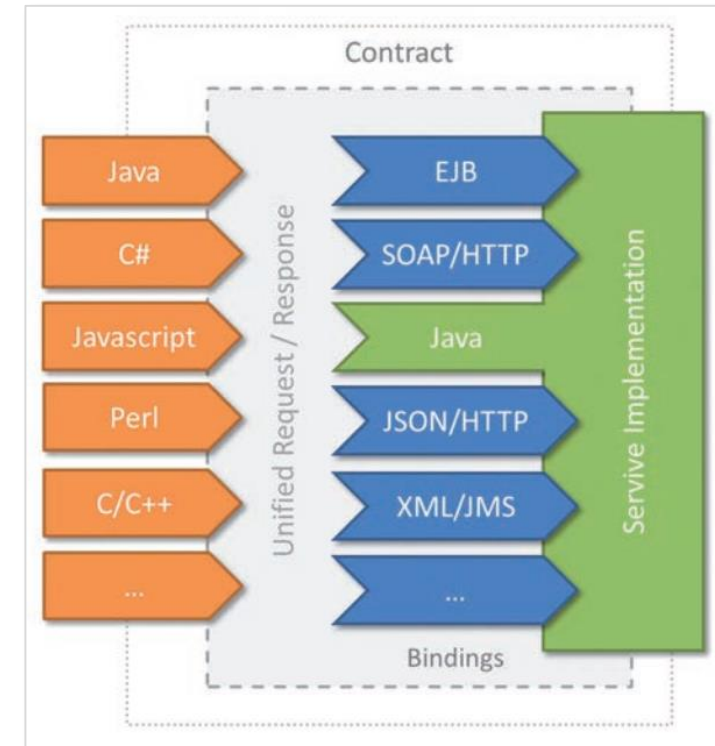 Contract
Java
C#
Javascript
Perl
C/C++
...
Unified Request / Response
EJB
SOAP/HTTP
Java
JSON/HTTP
XML/JMS
...
Bindings
Servive Implementation